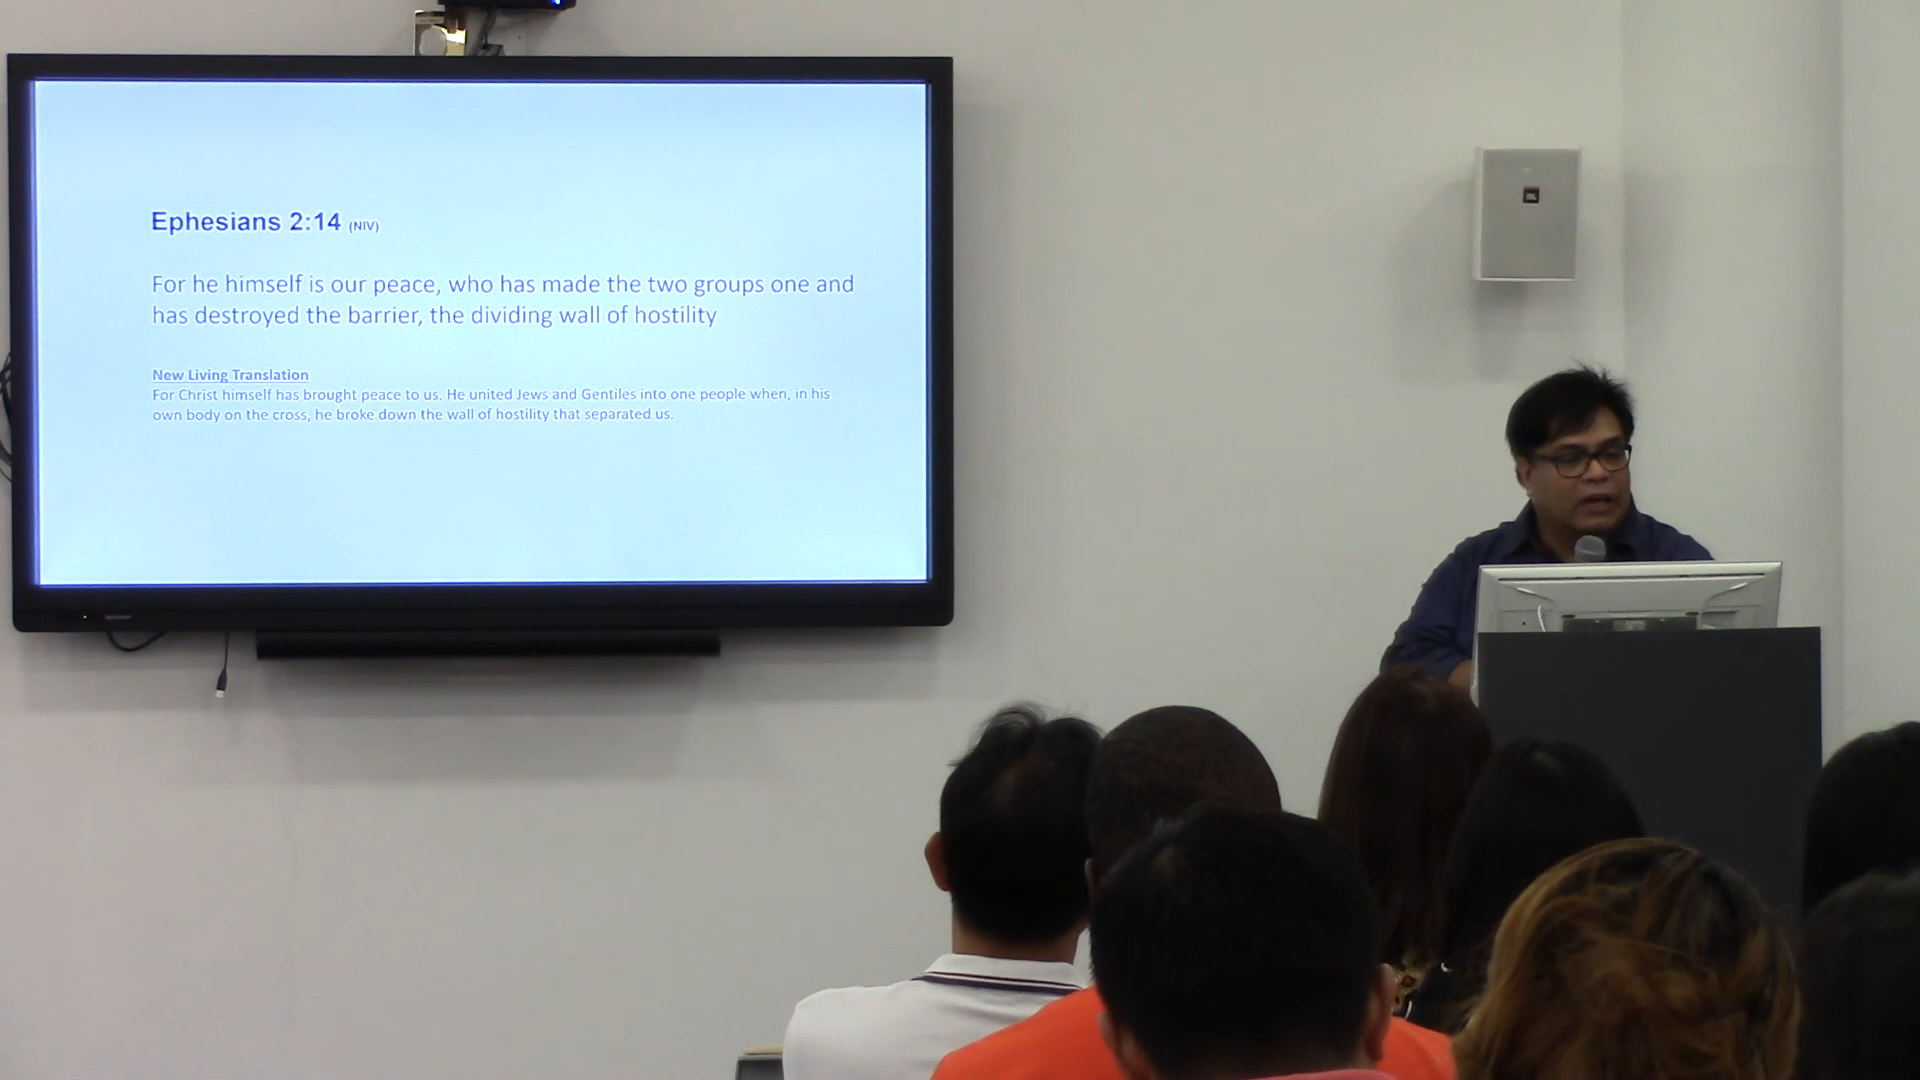 Ephesians 2:14 (NIV)
For he himself is our peace, who has made the two groups one and
has destroyed the barrier, the dividing wall of hostility
New Living Translation
For Christ himself has brought peace to us. He united Jews and Gentiles into one people when, in his
own body on the cross, he broke down the wall of hostility that separated us.
JBL
SHARP